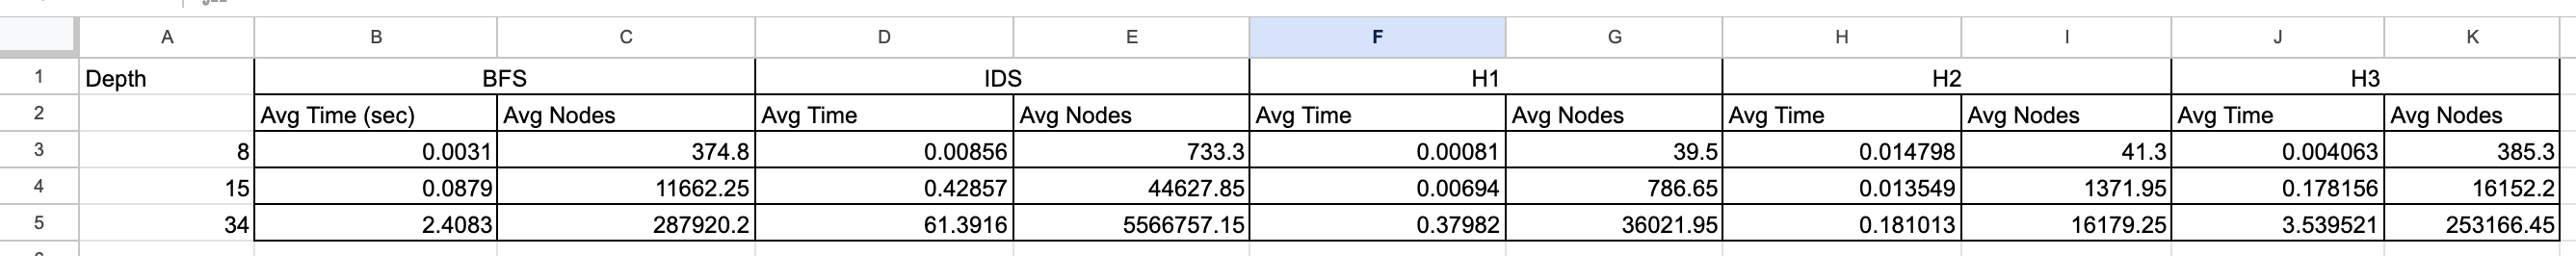 A B C D E F G H I J K
1 Depth BFS IDS H1 H2 H3
2 Avg Time (sec) Avg Nodes Avg Time Avg Nodes Avg Time Avg Nodes Avg Time Avg Nodes Avg Time Avg Nodes
3 8 0.0031 374.8 0.00856 733.3 0.00081 39.5 0.014798 41.3 0.004063 385.3
4 15 0.0879 11662.25 0.42857 44627.85 0.00694 786.65 0.013549 1371.95 0.178156 16152.2
5 34 2.4083 287920.2 61.3916 5566757.15 0.37982 36021.95 0.181013 16179.25 3.539521 253166.45